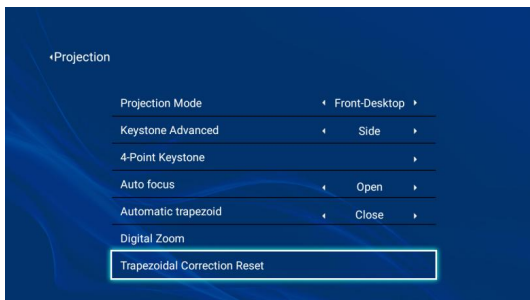 Projection
Projection Mode Front-Desktop
Keystone Advanced Side
4-Point Keystone
Auto focus Open
Automatic trapezoid Close
Digital Zoom
Trapezoidal Correction Reset